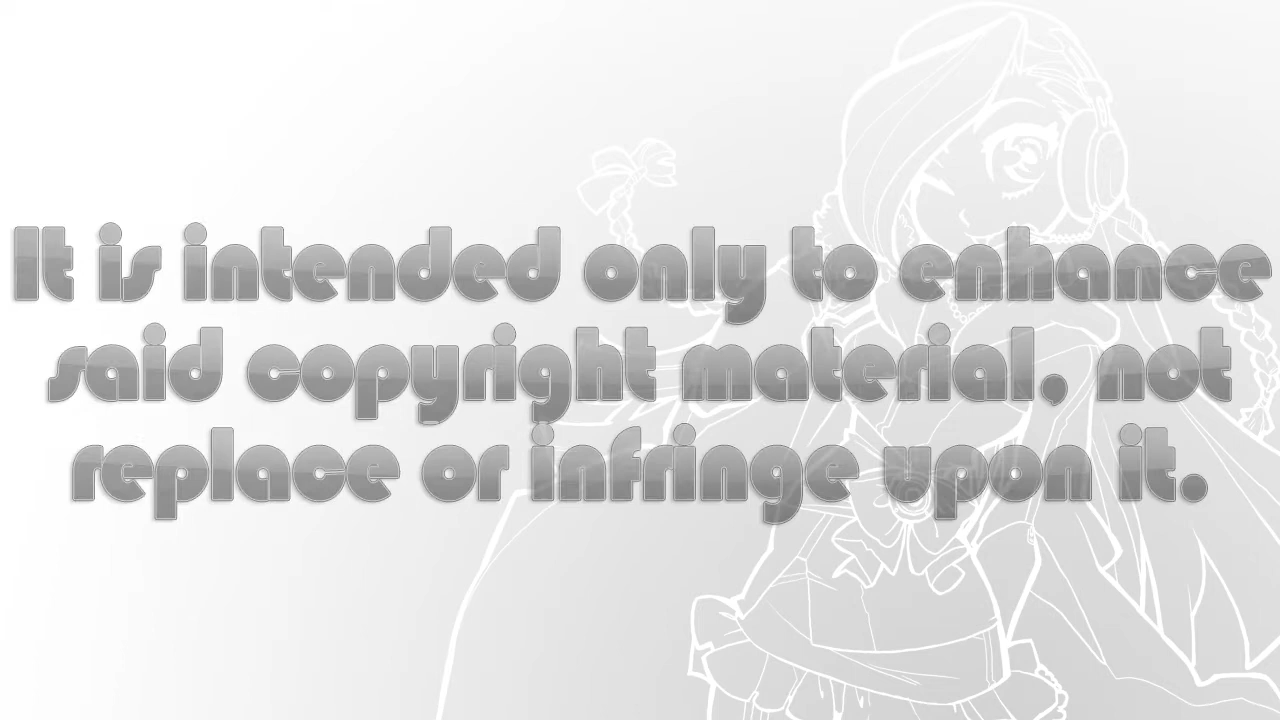 It is intended only to enhance
said copyright material, not
replace or infringe upon it.